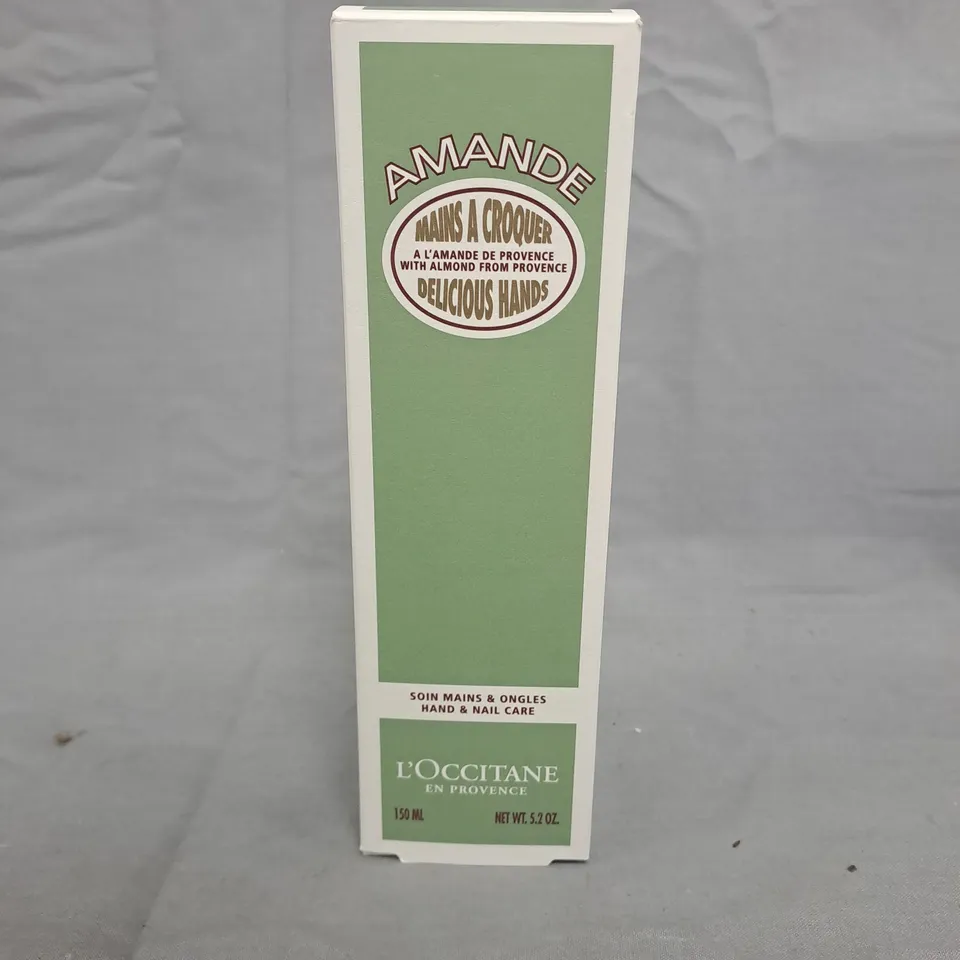 AMANDE
MAINS A CROQUER
A L'AMANDE DE PROVENCE
WITH ALMOND FROM PROVENCE
DELICIOUS HANDS
SOIN MAINS & ONGLES
HAND & NAIL CARE
L'OCCITANE
EN PROVENCE
150 ML NET WT. 5.2 OZ.